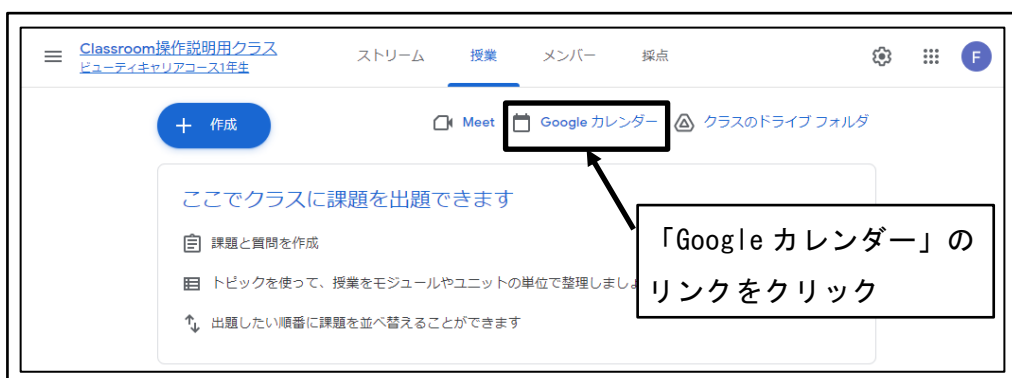 Classroom操作説明用クラス
ビューティキャリアコース1年生
ストリーム 授業 メンバー 採点
F
作成
Meet
Google カレンダー
クラスのドライブ フォルダ
ここでクラスに課題を出題できます
課題と質問を作成
トピックを使って、授業をモジュールやユニットの単位で整理しましょ
出題したい順番に課題を並べ替えることができます
「Google カレンダー」の
リンクをクリック